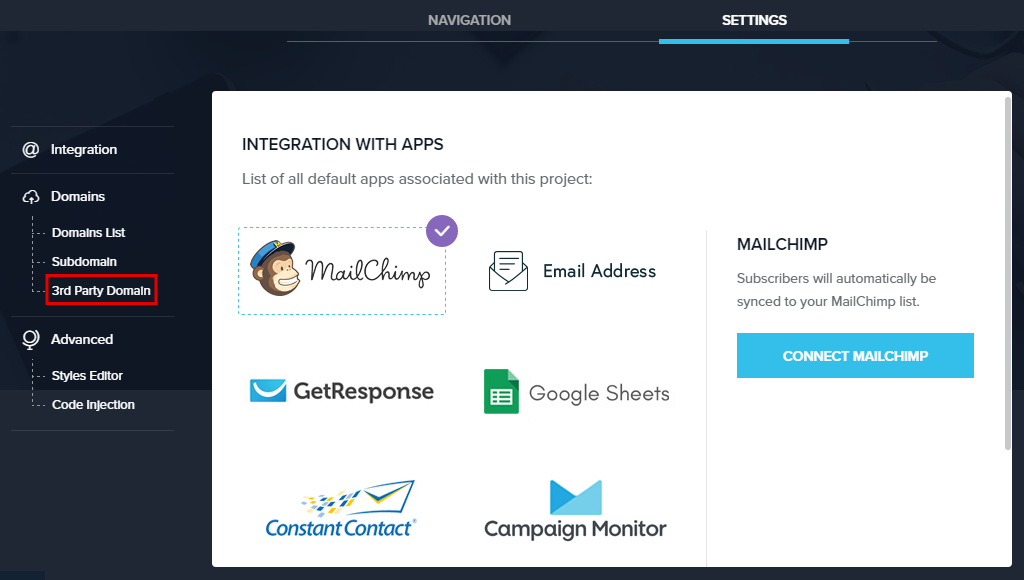 NAVIGATION
SETTINGS
@ Integration
Domains
Domains List
Subdomain
3rd Party Domain
Advanced
Styles Editor
Code Injection
INTEGRATION WITH APPS
List of all default apps associated with this project:
MailChimp
Email Address
GetResponse
Google Sheets
Constant Contact®
Campaign Monitor
MAILCHIMP
Subscribers will automatically be
synced to your MailChimp list.
CONNECT MAILCHIMP